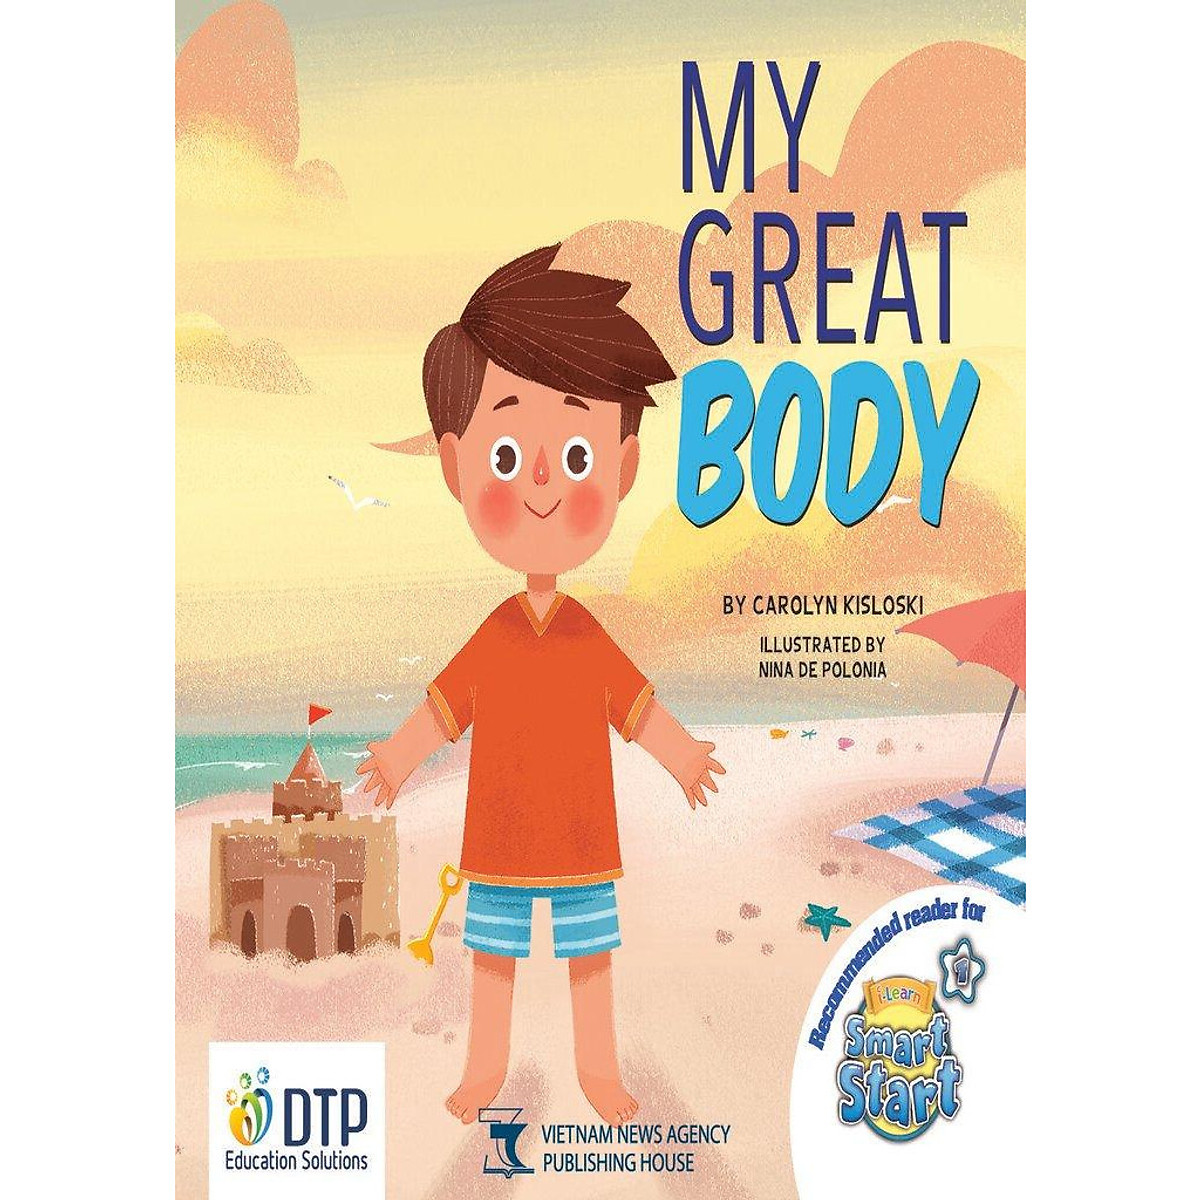 MY
GREAT
BODY
BY CAROLYN KISLOSKI
ILLUSTRATED BY
NINA DE POLONIA
Recommended reader for
1
i-Learn
Smart
Start
DTP
Education Solutions
VIETNAM NEWS AGENCY
PUBLISHING HOUSE